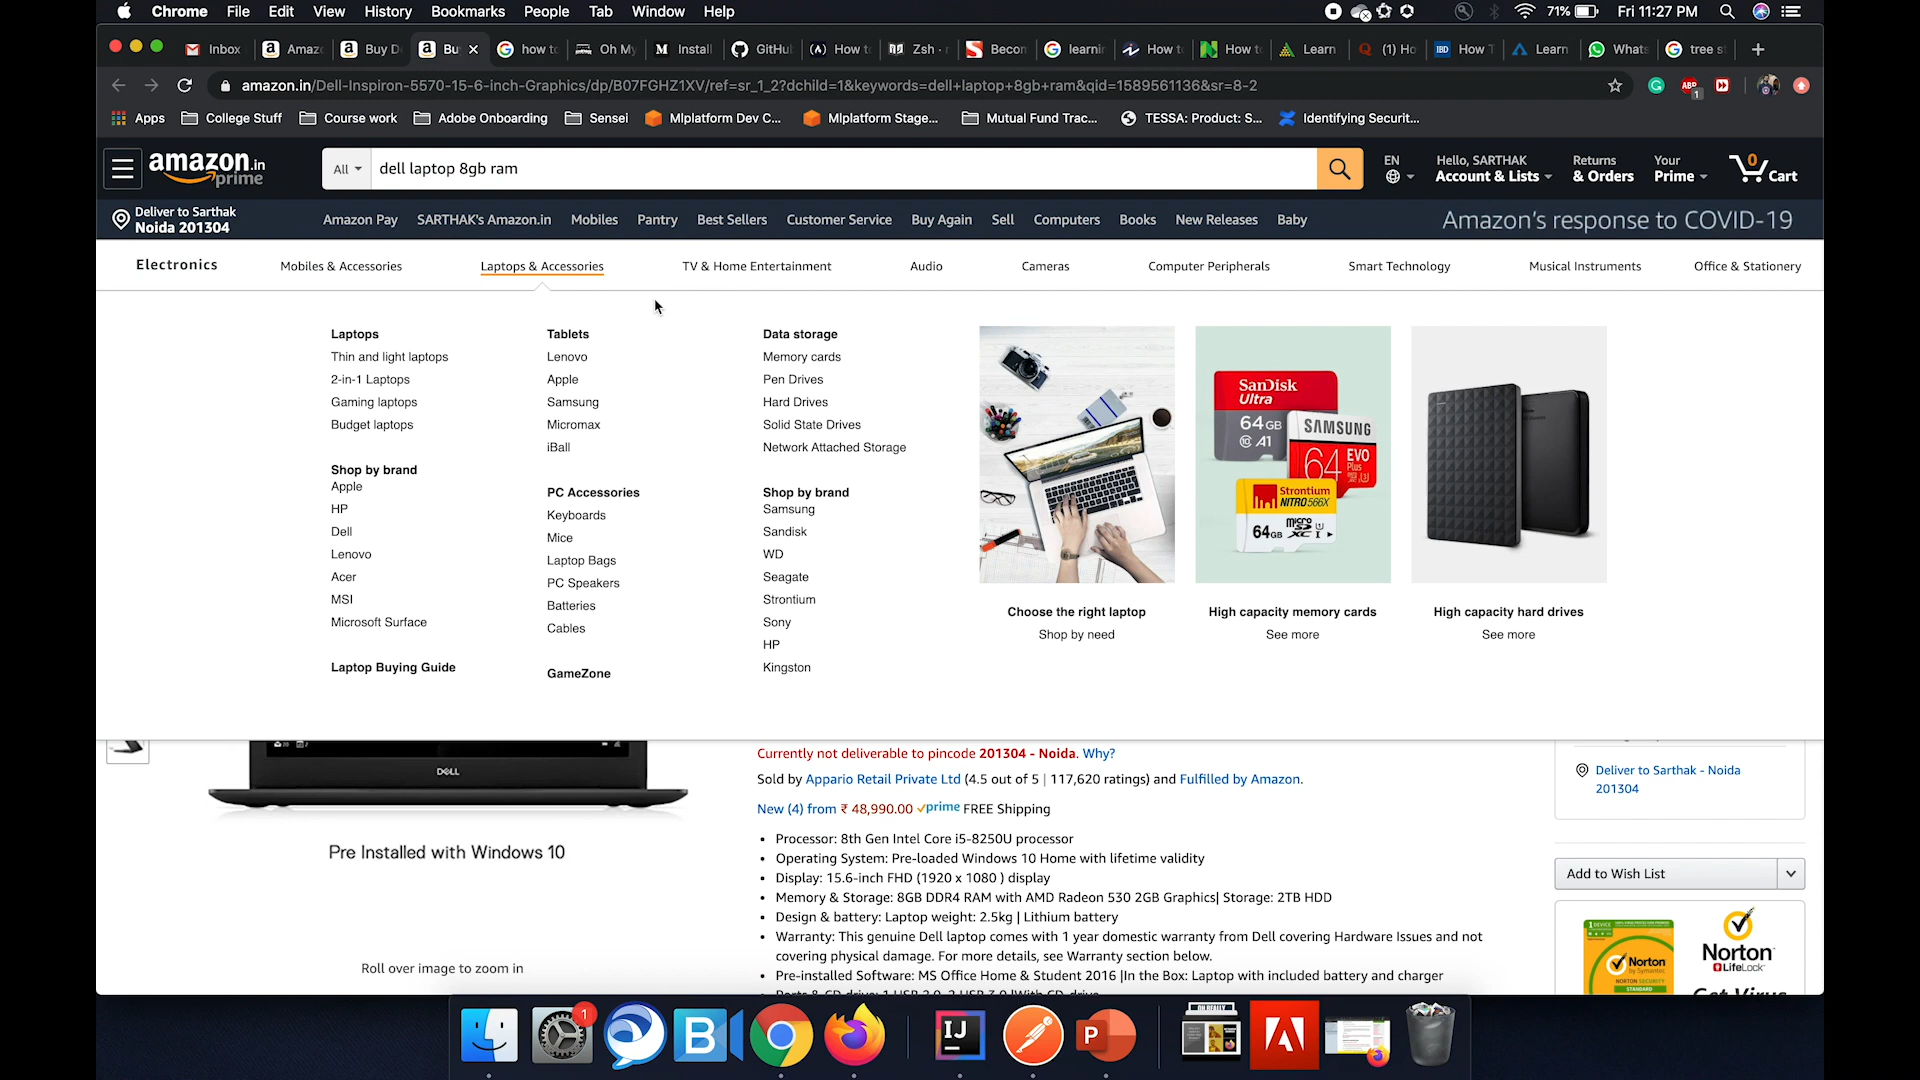 Chrome File Edit View History Bookmarks People Tab Window Help
71% Fri 11:27 PM
Inbox Amaz Buy D Bu how to Oh My Install GitHu How to Zsh - Becon learnin How to How to Learn (1) Ho How T Learn Whats tree st
amazon.in/Dell-Inspiron-5570-15-6-inch-Graphics/dp/B07FGHZ1XV/ref=sr_1_2?dchild=1&keywords=dell+laptop+8gb+ram&qid=1589561136&sr=8-2
Apps College Stuff Course work Adobe Onboarding Sensei Mlplatform Dev C... Mlplatform Stage... Mutual Fund Trac... TESSA: Product: S... Identifying Securit...
amazon.in
prime
All dell laptop 8gb ram
EN
Hello, SARTHAK
Account & Lists
Returns
& Orders
Your
Prime
0
Cart
Deliver to Sarthak
Noida 201304
Amazon Pay SARTHAK's Amazon.in Mobiles Pantry Best Sellers Customer Service Buy Again Sell Computers Books New Releases Baby
Amazon's response to COVID-19
Electronics Mobiles & Accessories Laptops & Accessories TV & Home Entertainment Audio Cameras Computer Peripherals Smart Technology Musical Instruments Office & Stationery
Laptops
Thin and light laptops
2-in-1 Laptops
Gaming laptops
Budget laptops
Shop by brand
Apple
HP
Dell
Lenovo
Acer
MSI
Microsoft Surface
Laptop Buying Guide
Tablets
Lenovo
Apple
Samsung
Micromax
iBall
PC Accessories
Keyboards
Mice
Laptop Bags
PC Speakers
Batteries
Cables
GameZone
Data storage
Memory cards
Pen Drives
Hard Drives
Solid State Drives
Network Attached Storage
Shop by brand
Samsung
Sandisk
WD
Seagate
Strontium
Sony
HP
Kingston
Choose the right laptop
Shop by need
SanDisk
Ultra
64GB
A1
SAMSUNG
EVO
Plus
64
Strontium
NITRO 566X
64GB
micro
XC I
High capacity memory cards
See more
High capacity hard drives
See more
DELL
Pre Installed with Windows 10
Roll over image to zoom in
Currently not deliverable to pincode 201304 - Noida. Why?
Sold by Appario Retail Private Ltd (4.5 out of 5 | 117,620 ratings) and Fulfilled by Amazon.
New (4) from ₹ 48,990.00 prime FREE Shipping
• Processor: 8th Gen Intel Core i5-8250U processor
• Operating System: Pre-loaded Windows 10 Home with lifetime validity
• Display: 15.6-inch FHD (1920 x 1080 ) display
• Memory & Storage: 8GB DDR4 RAM with AMD Radeon 530 2GB Graphics| Storage: 2TB HDD
• Design & battery: Laptop weight: 2.5kg | Lithium battery
• Warranty: This genuine Dell laptop comes with 1 year domestic warranty from Dell covering Hardware Issues and not
covering physical damage. For more details, see Warranty section below.
• Pre-installed Software: MS Office Home & Student 2016 |In the Box: Laptop with included battery and charger
Deliver to Sarthak - Noida
201304
Add to Wish List
Norton
NORTON SECURITY
STANDARD
Norton
LifeLock
Get Virus
1
IJ
P